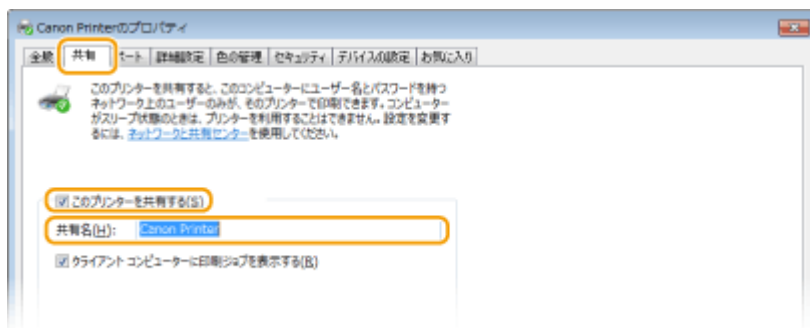 Canon Printerのプロパティ
全般 共有 ポート 詳細設定 色の管理 セキュリティ デバイスの設定 お気に入り
このプリンターを共有すると、このコンピューターにユーザー名とパスワードを持つ
ネットワーク上のユーザーのみが、そのプリンターで印刷できます。コンピューター
がスリープ状態のときは、プリンターを利用することはできません。設定を変更す
るには、ネットワークと共有センターを使用してください。
このプリンターを共有する(S)
共有名(H): Canon Printer
クライアント コンピューターに印刷ジョブを表示する(R)